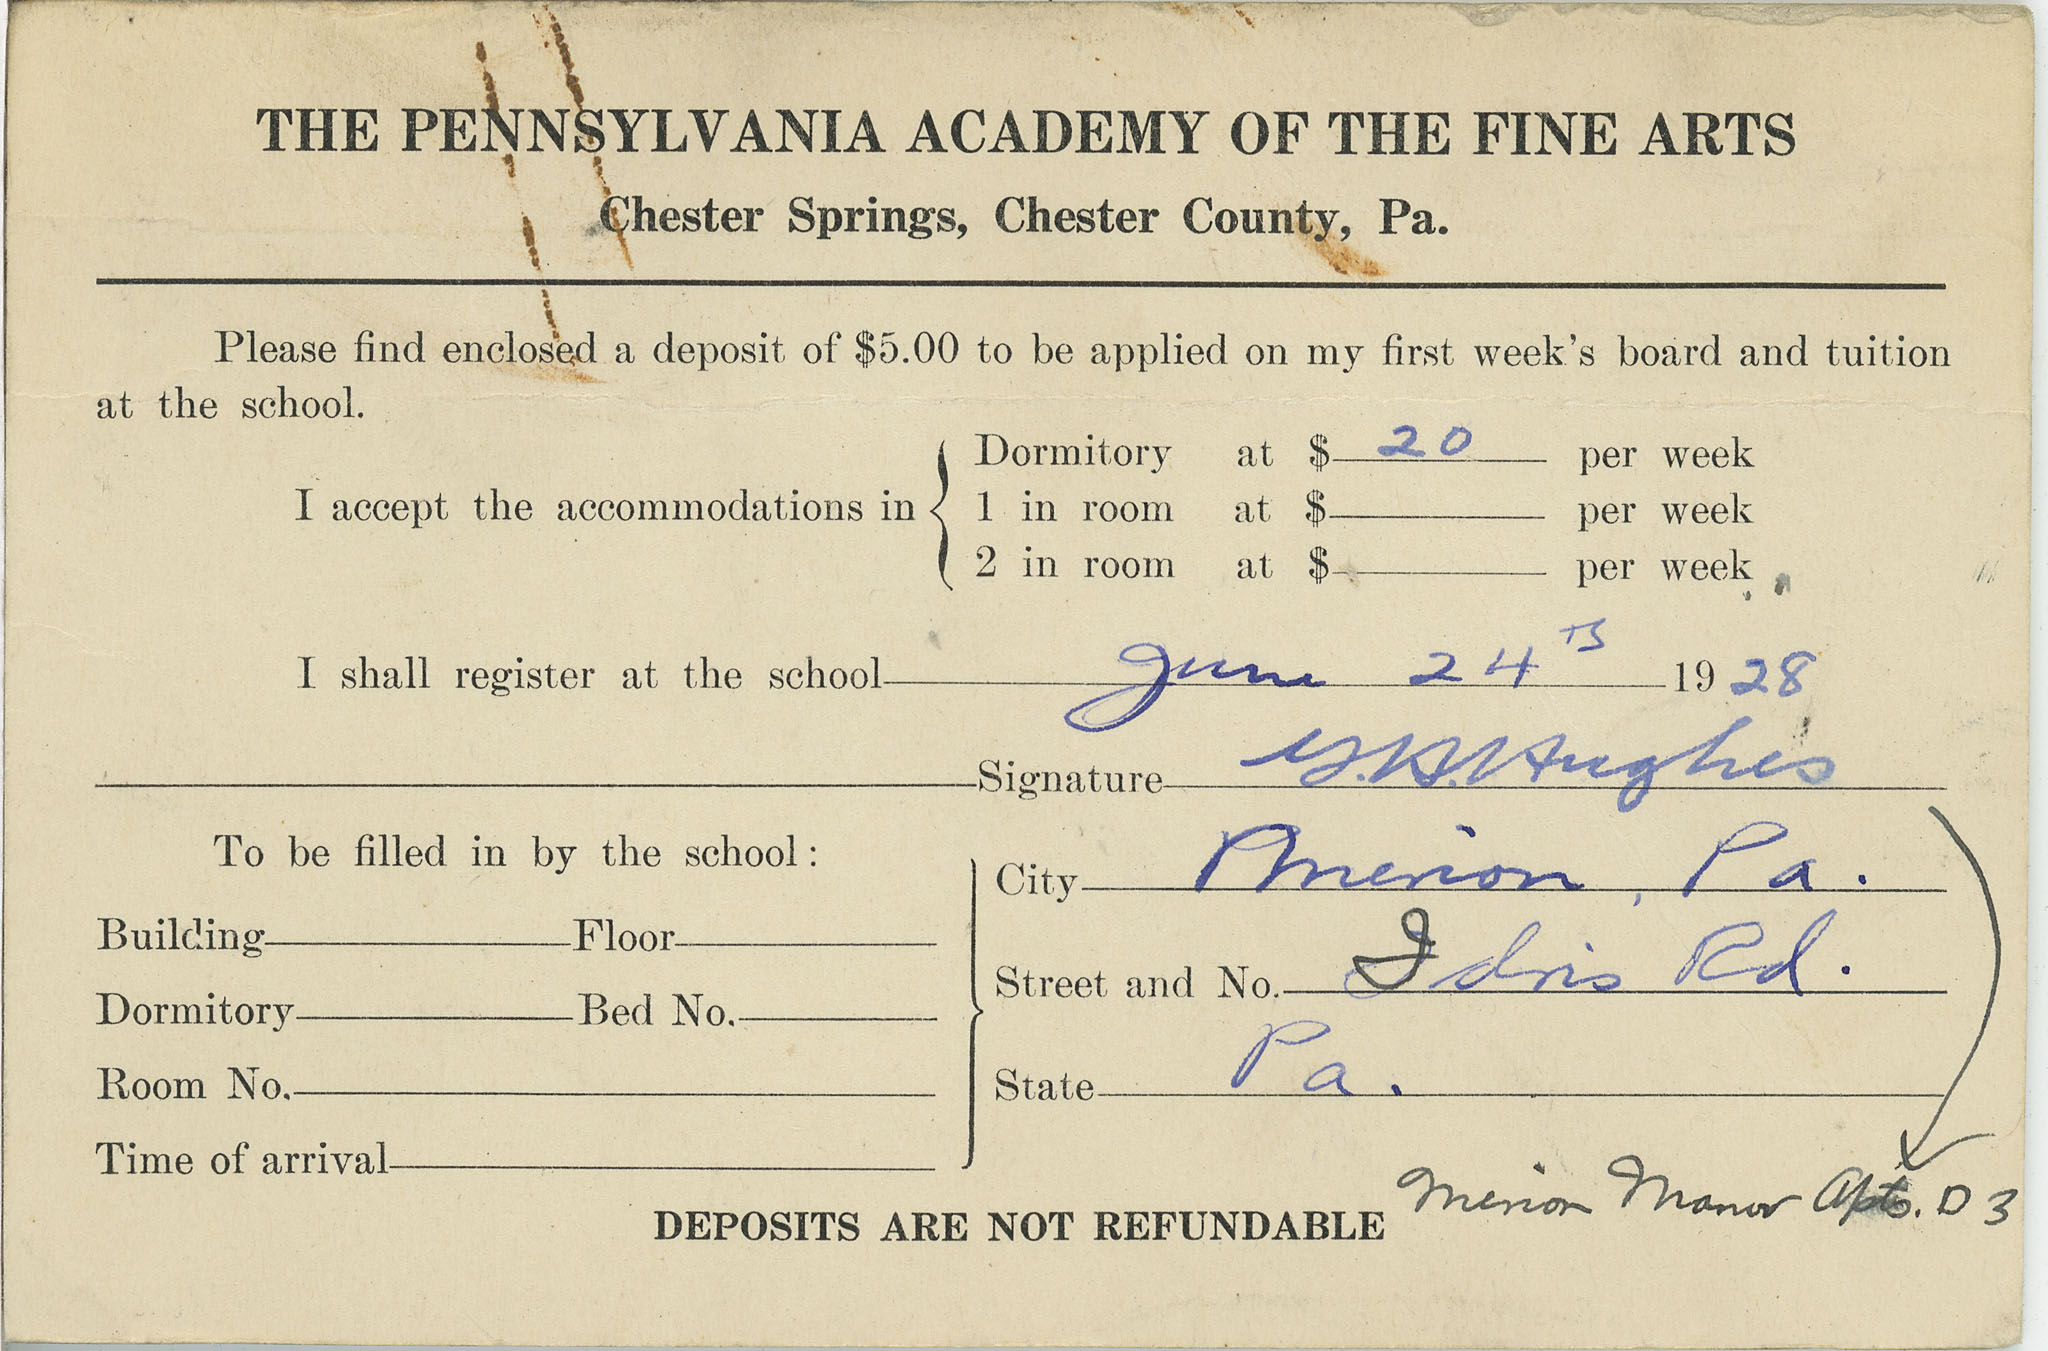 THE PENNSYLVANIA ACADEMY OF THE FINE ARTS
Chester Springs, Chester County, Pa.
Please find enclosed a deposit of $5.00 to be applied on my first week's board and tuition
at the school.
I accept the accommodations in
Dormitory at $ 20 per week
1 in room at $ per week
2 in room at $ per week
I shall register at the school June 24th 1928
Signature Hughes
To be filled in by the school:
City Merion, Pa.
Building Floor
Street and No. Idris Rd.
Dormitory Bed No.
State Pa.
Room No.
Time of arrival
Merion Manor Apts. D 3
DEPOSITS ARE NOT REFUNDABLE